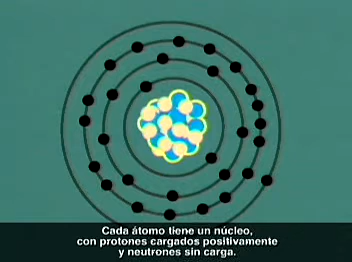 Cada átomo tiene un núcleo,
con protones cargados positivamente
y neutrones sin carga.